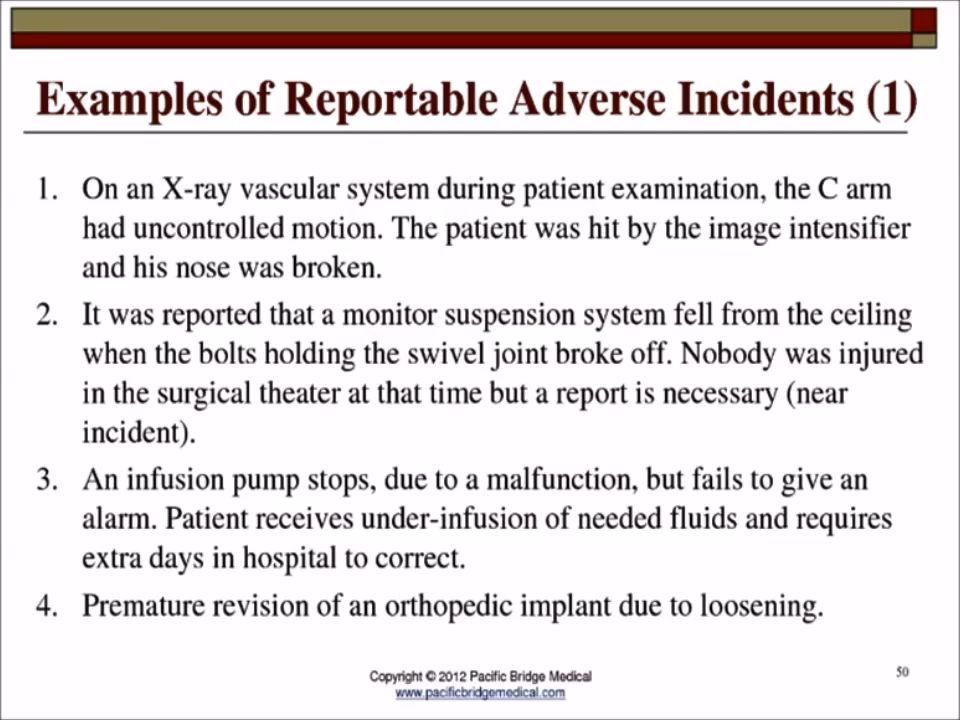 Examples of Reportable Adverse Incidents (1)
1. On an X-ray vascular system during patient examination, the C arm
had uncontrolled motion. The patient was hit by the image intensifier
and his nose was broken.
2. It was reported that a monitor suspension system fell from the ceiling
when the bolts holding the swivel joint broke off. Nobody was injured
in the surgical theater at that time but a report is necessary (near
incident).
3. An infusion pump stops, due to a malfunction, but fails to give an
alarm. Patient receives under-infusion of needed fluids and requires
extra days in hospital to correct.
4. Premature revision of an orthopedic implant due to loosening.
Copyright © 2012 Pacific Bridge Medical
www.pacificbridgemedical.com
50